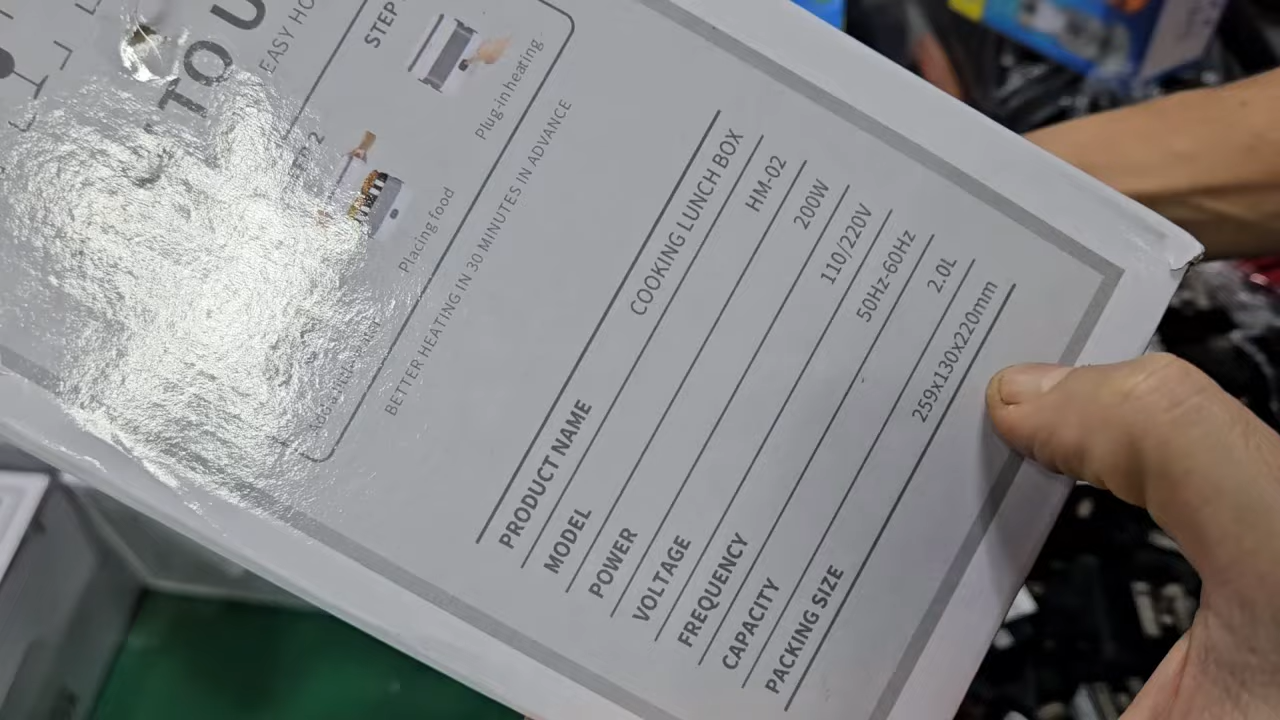 "TO U
EASY HO
STEP
Plug-in heating.
2
Placing food
BETTER HEATING IN 30 MINUTES IN ADVANCE
PRODUCT NAME COOKING LUNCH BOX
MODEL HM-02
POWER 200W
VOLTAGE 110/220V
FREQUENCY 50Hz-60Hz
CAPACITY 2.0L
PACKING SIZE 259x130x220mm